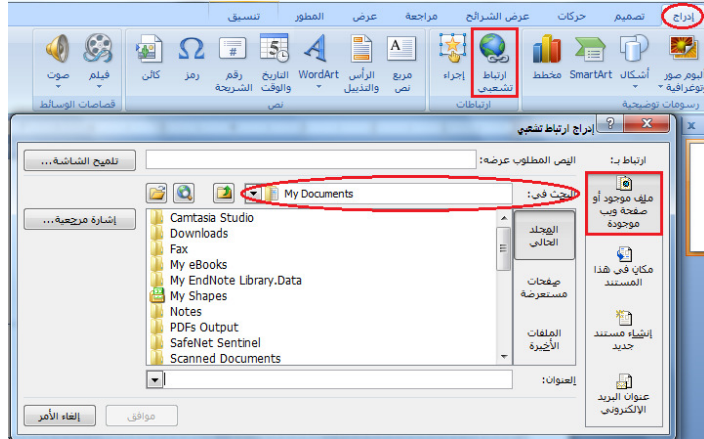 إدراج تصميم حركات عرض الشرائح مراجعة عرض المطور تنسيق
ألبوم صور فوتوغرافية
أشكال
SmartArt
مخطط
ارتباط تشعبي
إجراء
مربع نص
الرأس والتذييل
WordArt
التاريخ والوقت
رقم الشريحة
رمز
كائن
فيلم
صوت
رسومات توضيحية
ارتباطات
نص
قصاصات الوسائط
إدراج ارتباط تشعبي
ارتباط بـ:
النص المطلوب عرضه:
تلميح الشاشة...
ملف موجود أو
صفحة ويب
موجودة
مكان في هذا
المستند
إنشاء مستند
جديد
عنوان البريد
الإلكتروني
البحث في:
My Documents
إشارة مرجعية...
المجلد
الحالي
صفحات
مستعرضة
الملفات
الأخيرة
Camtasia Studio
Downloads
Fax
My eBooks
My EndNote Library.Data
My Shapes
Notes
PDFs Output
SafeNet Sentinel
Scanned Documents
العنوان:
موافق
إلغاء الأمر